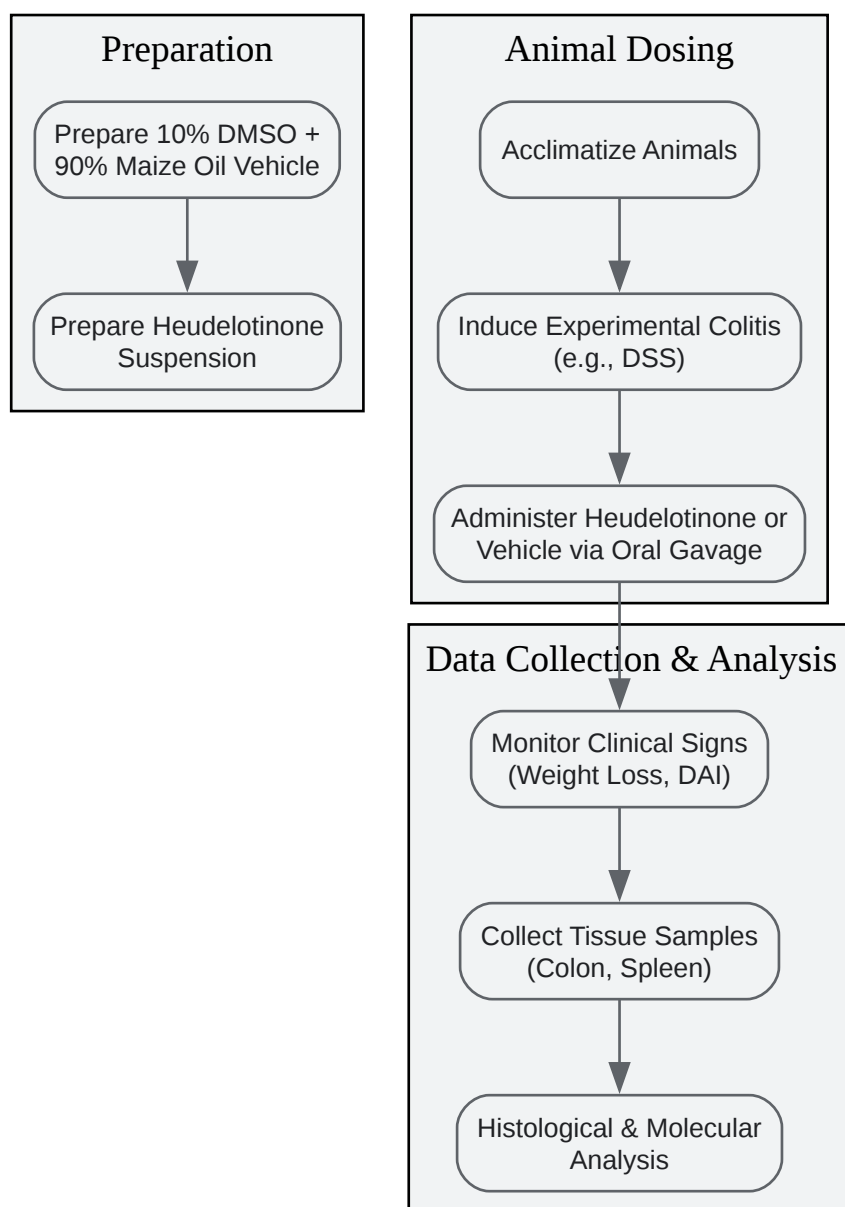 Preparation
Prepare 10% DMSO +
90% Maize Oil Vehicle
Prepare Heudelotinone
Suspension
Animal Dosing
Acclimatize Animals
Induce Experimental Colitis
(e.g., DSS)
Administer Heudelotinone or
Vehicle via Oral Gavage
Data Collection & Analysis
Monitor Clinical Signs
(Weight Loss, DAI)
Collect Tissue Samples
(Colon, Spleen)
Histological & Molecular
Analysis